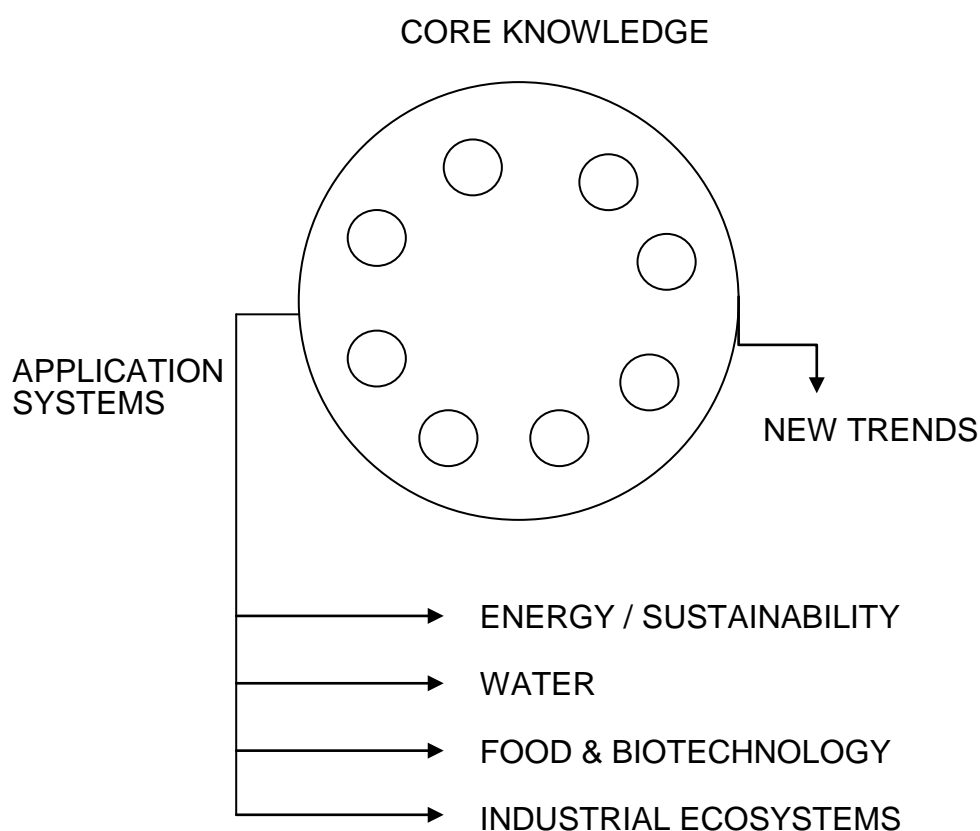 CORE KNOWLEDGE
APPLICATION
SYSTEMS
NEW TRENDS
ENERGY / SUSTAINABILITY
WATER
FOOD & BIOTECHNOLOGY
INDUSTRIAL ECOSYSTEMS